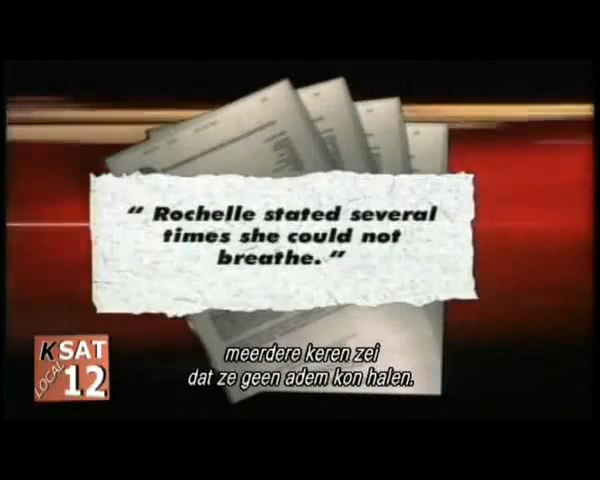 “ Rochelle stated several
times she could not
breathe. ”
KSAT
LOCAL 12
meerdere keren zei
dat ze geen adem kon halen.